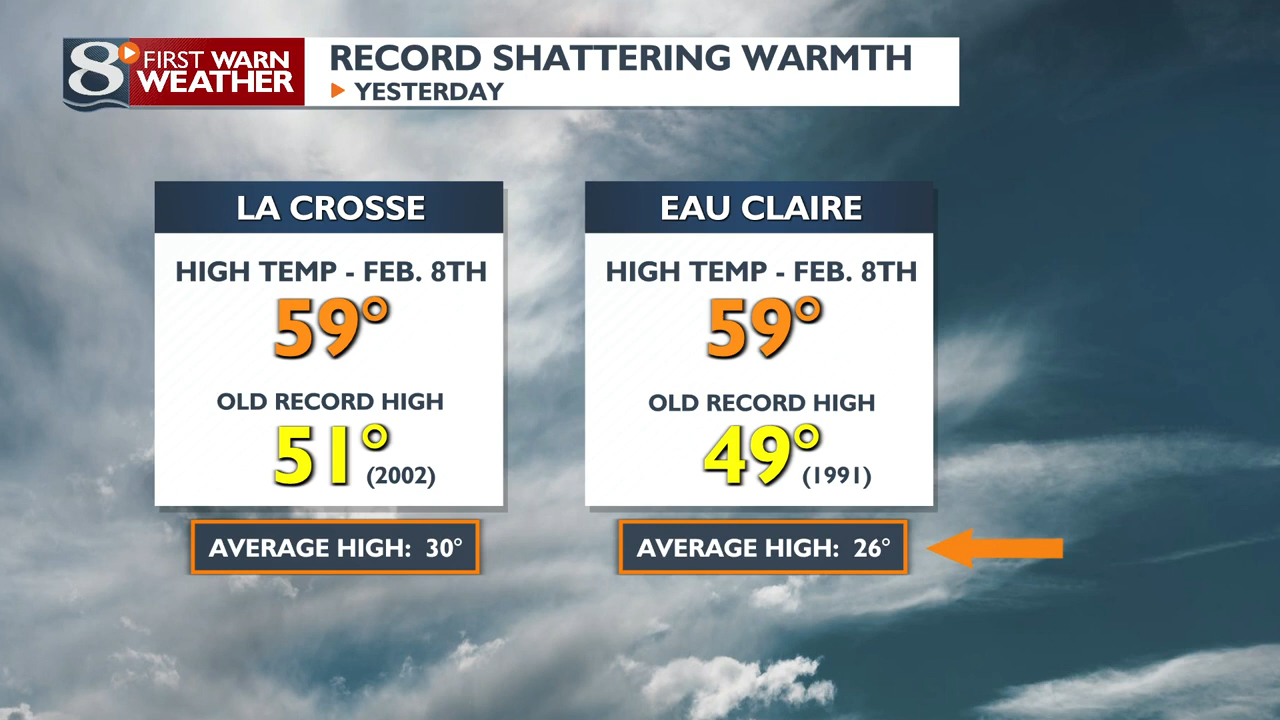 8 FIRST WARN
WEATHER
RECORD SHATTERING WARMTH
YESTERDAY
LA CROSSE
HIGH TEMP - FEB. 8TH
59°
OLD RECORD HIGH
51° (2002)
AVERAGE HIGH: 30°
EAU CLAIRE
HIGH TEMP - FEB. 8TH
59°
OLD RECORD HIGH
49° (1991)
AVERAGE HIGH: 26°